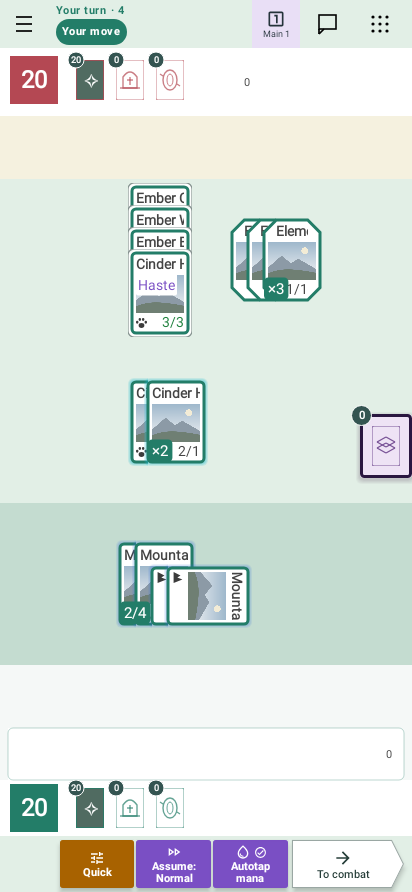 Your turn · 4
Your move
Main 1
20
20
0
0
0
Ember C
Ember V
Ember E
Cinder H
Haste
3/3
E
E
Eleme
×3
1/1
C
Cinder H
×2
2/1
0
M
Mounta
2/4
Mounta
0
20
20
0
0
Quick
Assume:
Normal
Autotap
mana
To combat